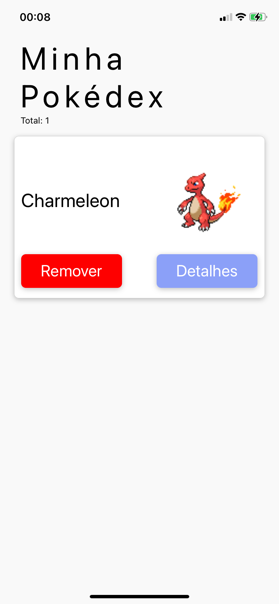 00:08
Minha
Pokédex
Total: 1
Charmeleon
Remover
Detalhes